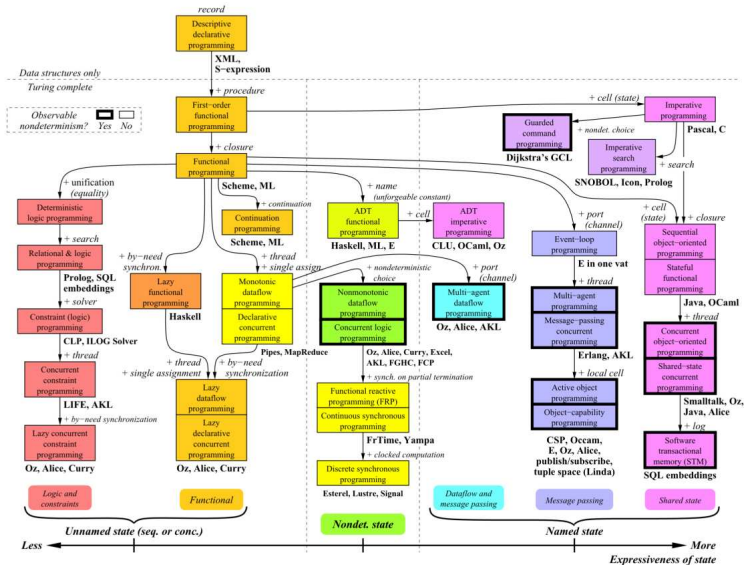 record
Descriptive
declarative
programming
XML,
S−expression
Data structures only
Turing complete
+ procedure
Observable
nondeterminism?
Yes
No
First−order
functional
programming
+ cell (state)
Imperative
programming
Pascal, C
Guarded
command
programming
+ nondet. choice
Dijkstra's GCL
Imperative
search programming
+ search
SNOBOL, Icon, Prolog
+ closure
Functional
programming
Scheme, ML
+ unification
(equality)
Deterministic
logic programming
+ search
Relational & logic
programming
Prolog, SQL
embeddings
+ solver
Constraint (logic)
programming
CLP, ILOG Solver
+ thread
Concurrent
constraint
programming
LIFE, AKL
+ by−need synchronization
Lazy concurrent
constraint
programming
Oz, Alice, Curry
+ continuation
Continuation
programming
Scheme, ML
+ by−need
synchron.
Lazy
functional
programming
Haskell
+ thread
+ single assign.
Monotonic
dataflow
programming
Declarative
concurrent
programming
Pipes, MapReduce
+ thread
+ single assignment
+ by−need
synchronization
Lazy
dataflow
programming
Lazy
declarative
concurrent
programming
Oz, Alice, Curry
+ name
(unforgeable constant)
ADT
functional
programming
Haskell, ML, E
+ cell
ADT
imperative
programming
CLU, OCaml, Oz
+ nondeterministic
choice
Nonmonotonic
dataflow
programming
Concurrent logic
programming
Oz, Alice, Curry, Excel,
AKL, FGHC, FCP
+ synch. on partial termination
Functional reactive
programming (FRP)
Continuous synchronous
programming
FrTime, Yampa
+ clocked computation
Discrete synchronous
programming
Esterel, Lustre, Signal
+ port
(channel)
Multi−agent
dataflow
programming
Oz, Alice, AKL
+ port
(channel)
Event−loop
programming
E in one vat
+ thread
Multi−agent
programming
Message−passing
concurrent
programming
Erlang, AKL
+ local cell
Active object
programming
Object−capability
programming
CSP, Occam,
E, Oz, Alice,
publish/subscribe,
tuple space (Linda)
+ cell
(state)
+ closure
Sequential
object−oriented
programming
Stateful
functional
programming
Java, OCaml
+ thread
Concurrent
object−oriented
programming
Shared−state
concurrent
programming
Smalltalk, Oz,
Java, Alice
+ log
Software
transactional
memory (STM)
SQL embeddings
Logic and
constraints
Functional
Nondet. state
Dataflow and
message passing
Message passing
Shared state
Unnamed state (seq. or conc.)
Named state
Less
More
Expressiveness of state